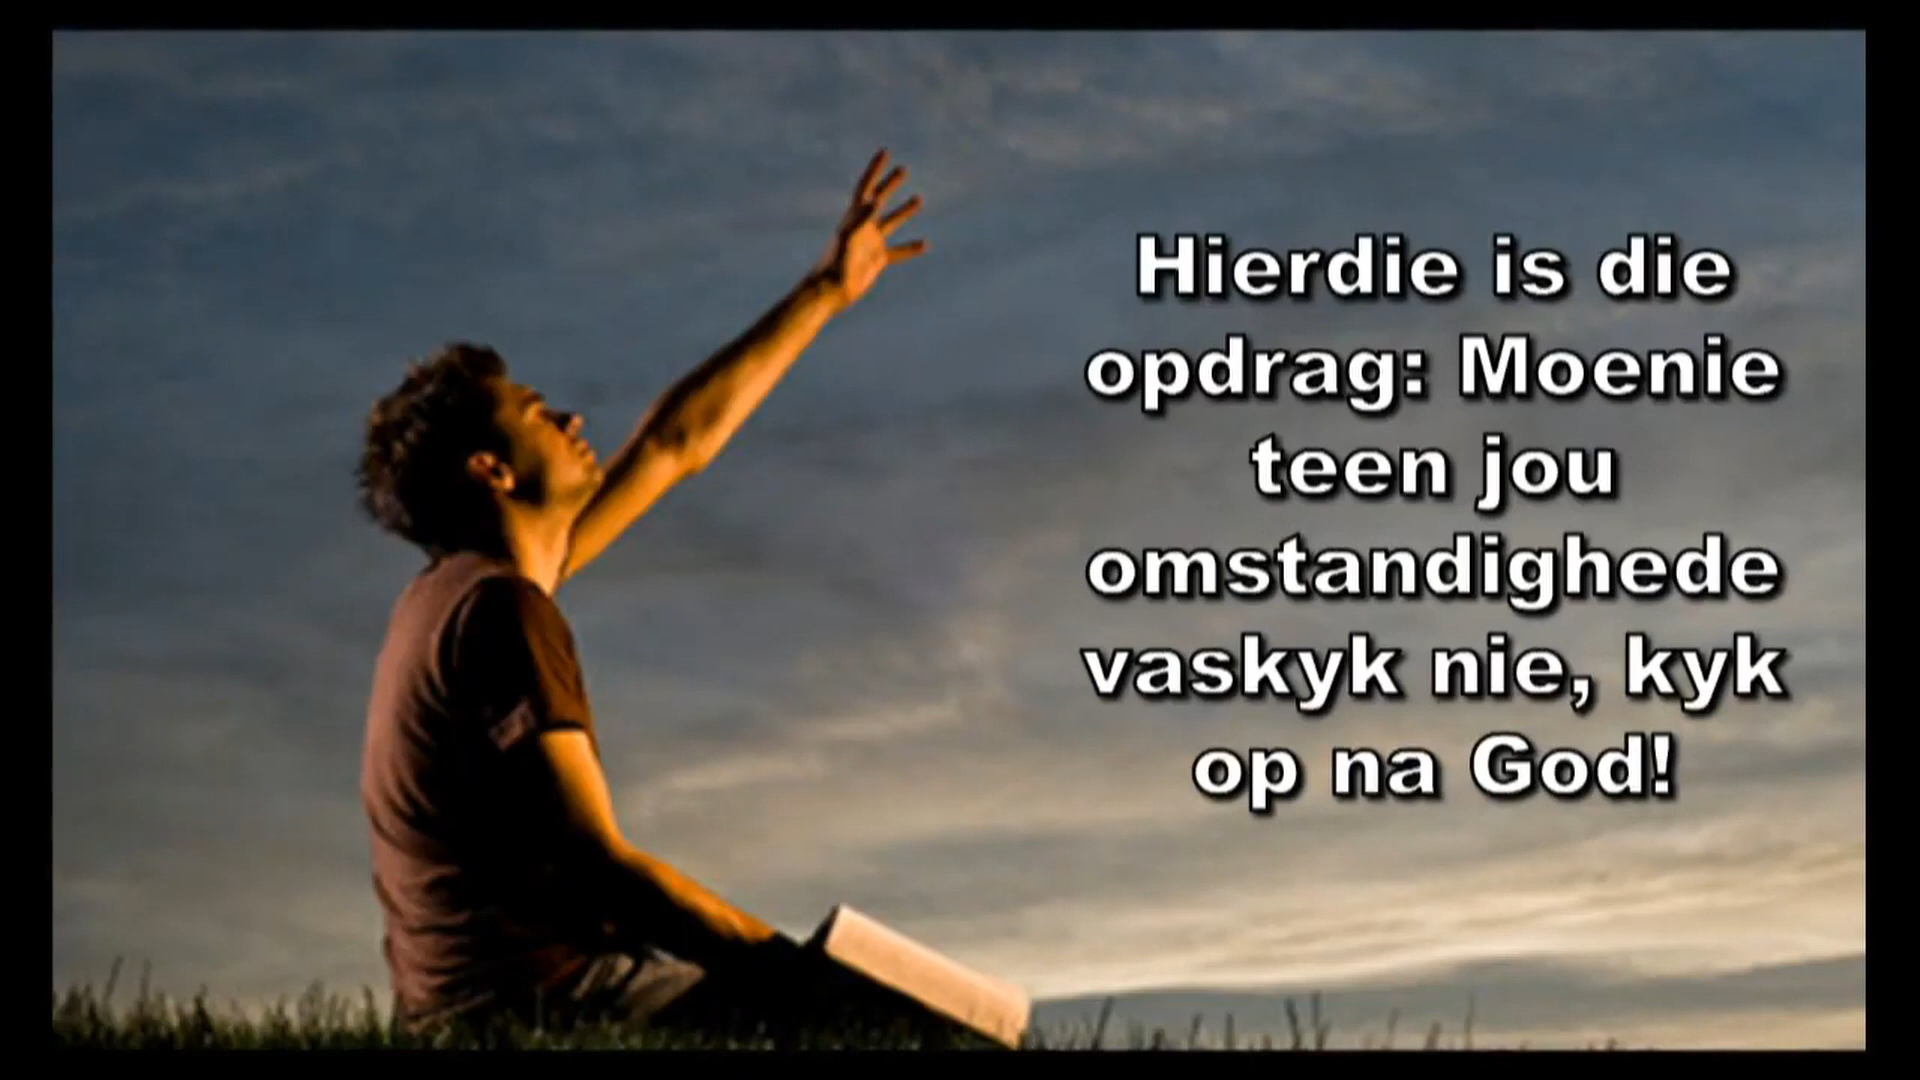 Hierdie is die
opdrag: Moenie
teen jou
omstandighede
vaskyk nie, kyk
op na God!